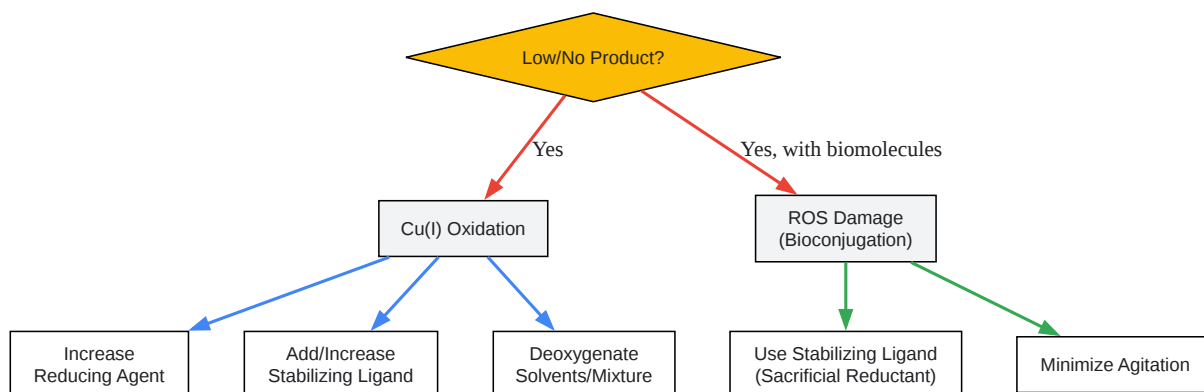 Low/No Product?
Yes
Yes, with biomolecules
Cu(I) Oxidation
ROS Damage
(Bioconjugation)
Increase
Reducing Agent
Add/Increase
Stabilizing Ligand
Deoxygenate
Solvents/Mixture
Use Stabilizing Ligand
(Sacrificial Reductant)
Minimize Agitation